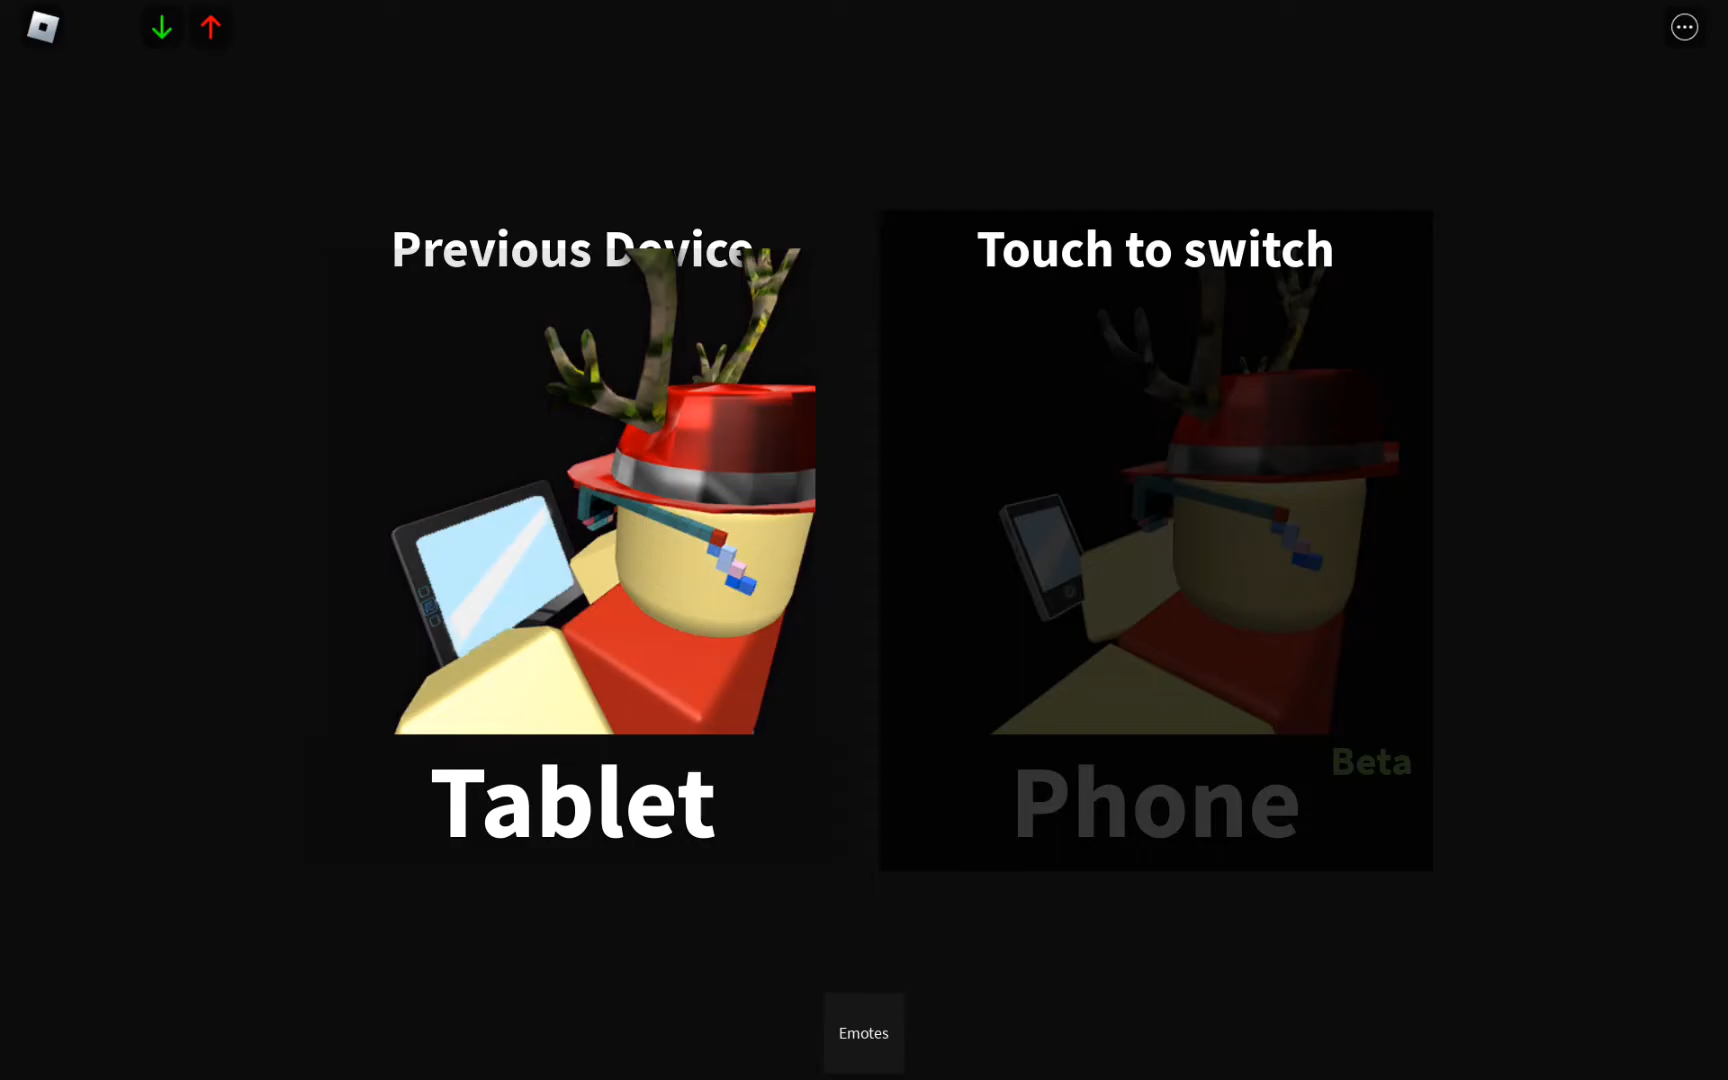 Previous Device
Touch to switch
Tablet
Phone
Beta
Emotes